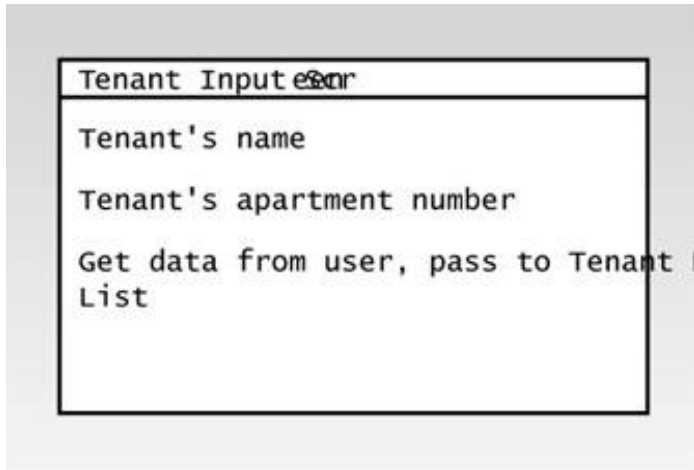 Tenant Input
Tenant's name
Tenant's apartment number
Get data from user, pass to Tenant
List